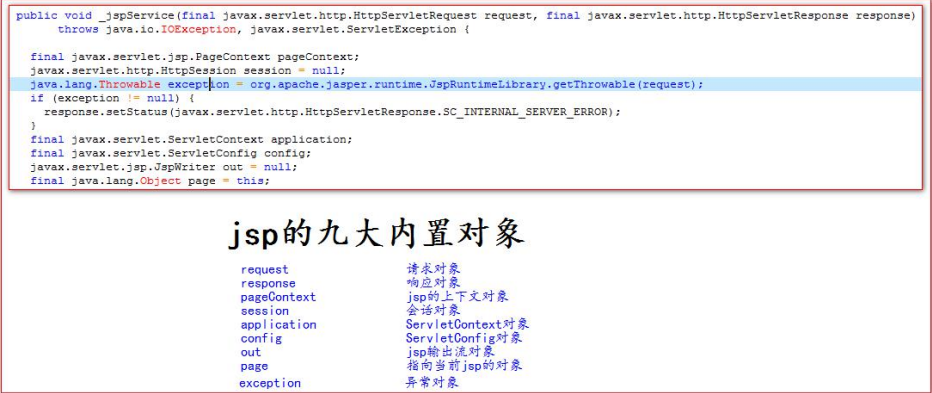 public void _jspService(final javax.servlet.http.HttpServletRequest request, final javax.servlet.http.HttpServletResponse response)
throws java.io.IOException, javax.servlet.ServletException {
final javax.servlet.jsp.PageContext pageContext;
javax.servlet.http.HttpSession session = null;
java.lang.Throwable exception = org.apache.jasper.runtime.JspRuntimeLibrary.getThrowable(request);
if (exception != null) {
response.setStatus(javax.servlet.http.HttpServletResponse.SC_INTERNAL_SERVER_ERROR);
}
final javax.servlet.ServletContext application;
final javax.servlet.ServletConfig config;
javax.servlet.jsp.JspWriter out = null;
final java.lang.Object page = this;
jsp的九大内置对象
request 请求对象
response 响应对象
pageContext jsp的上下文对象
session 会话对象
application ServletContext对象
config ServletConfig对象
out jsp输出流对象
page 指向当前jsp的对象
exception 异常对象